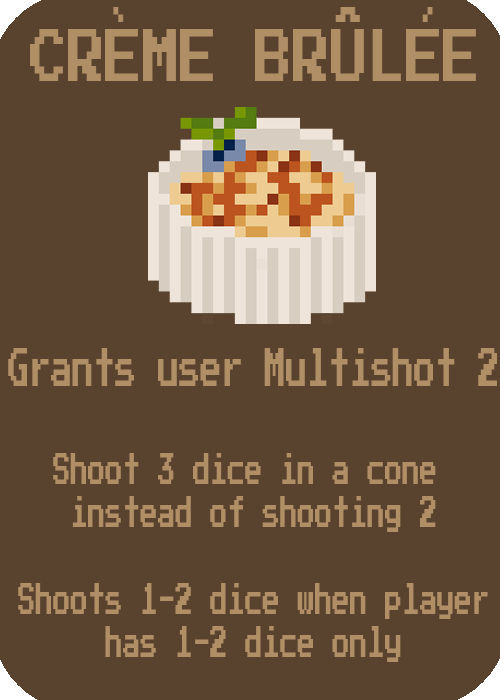 CRÈME BRÛLÉE
Grants user Multishot 2
Shoot 3 dice in a cone
instead of shooting 2
Shoots 1-2 dice when player
has 1-2 dice only